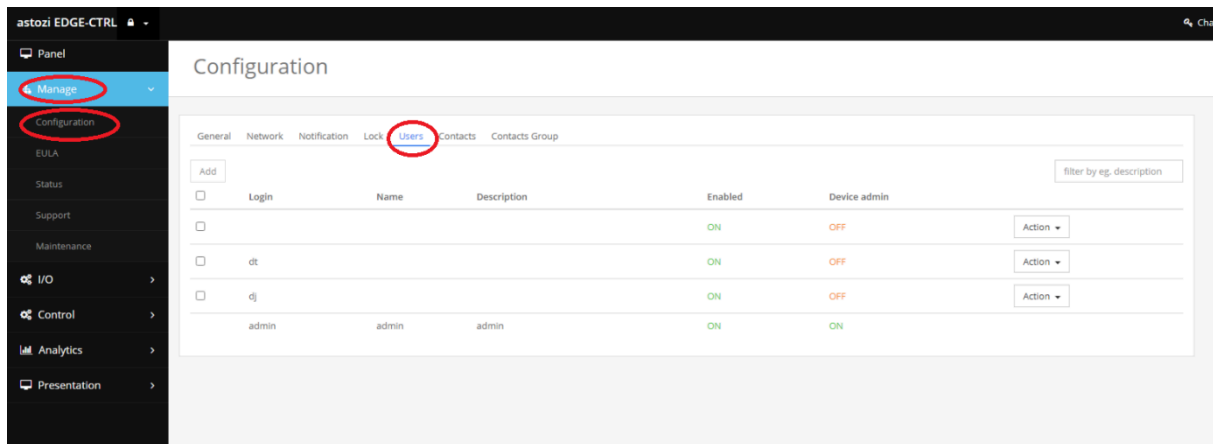 astozi EDGE-CTRL
Cha
Panel
Manage
Configuration
EULA
Status
Support
Maintenance
I/O
Control
Analytics
Presentation
Configuration
General Network Notification Lock Users Contacts Contacts Group
Add
filter by eg. description
Login Name Description Enabled Device admin
ON OFF Action
dt ON OFF Action
dj ON OFF Action
admin admin admin ON ON